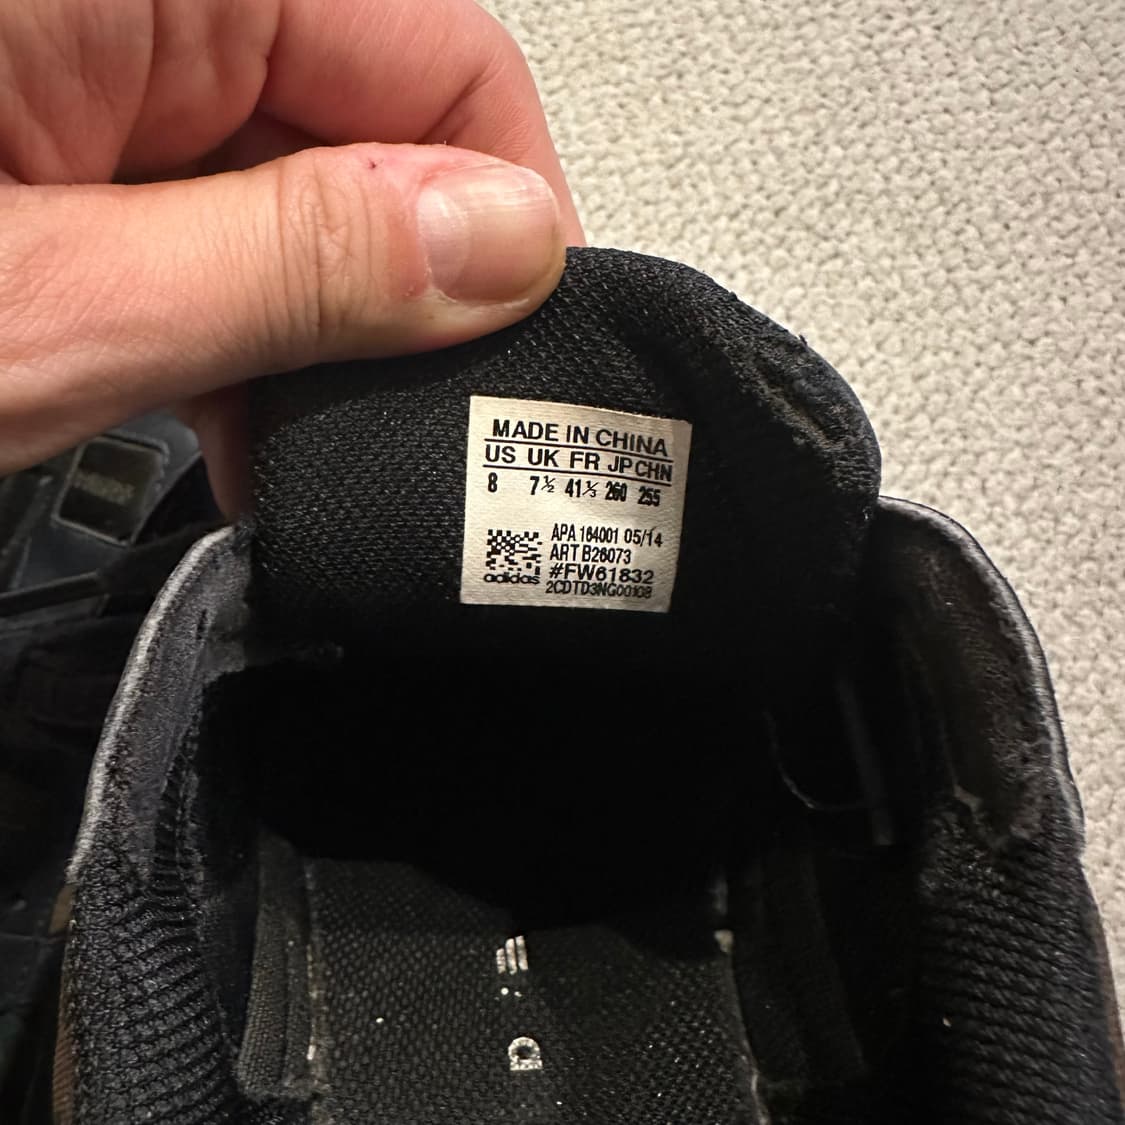 MADE IN CHINA
US UK FR JP CHN
8 7½ 41⅓ 260 255
APA 164001 05/14
ART B26073
#FW61832
adidas 2CDTD3NG00108